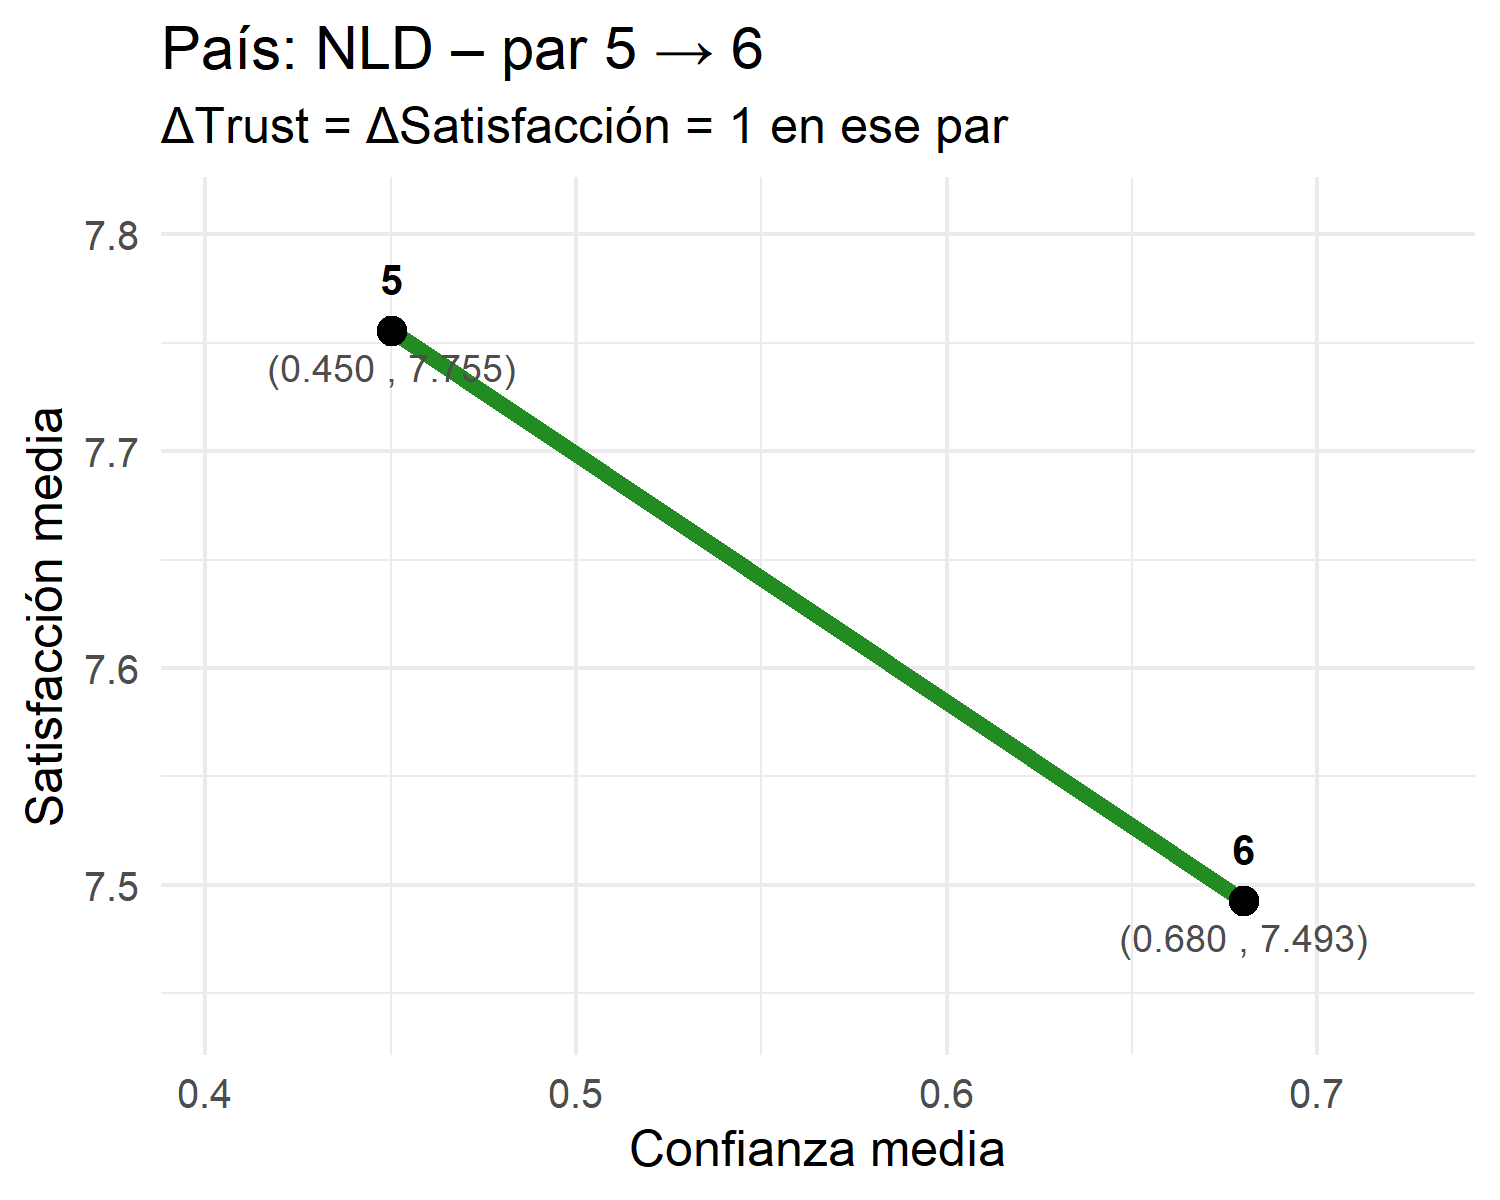 País: NLD – par 5 → 6
ΔTrust = ΔSatisfacción = 1 en ese par
7.8
7.7
7.6
7.5
Satisfacción media
5
(0.450 , 7.755)
6
(0.680 , 7.493)
0.4 0.5 0.6 0.7
Confianza media